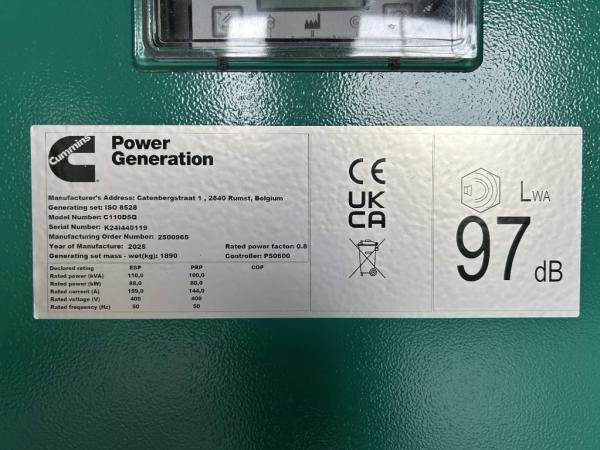 Cummins
Power
Generation
Manufacturer's Address: Catenbergstraat 1 , 2840 Rumst, Belgium
Generating set: ISO 8528
Model Number: C110D5Q
Serial Number: K24I440119
Manufacturing Order Number: 2500965
Year of Manufacture: 2025 Rated power factor: 0.8
Generating set mass - wet(kg): 1890 Controller: PS0600
Declared rating ESP PRP COP
Rated power (kVA) 110,0 100,0
Rated power (kW) 88,0 80,0
Rated current (A) 159,0 144,0
Rated voltage (V) 400 400
Rated frequency (Hz) 50 50
CE
UK
CA
LWA
97 dB